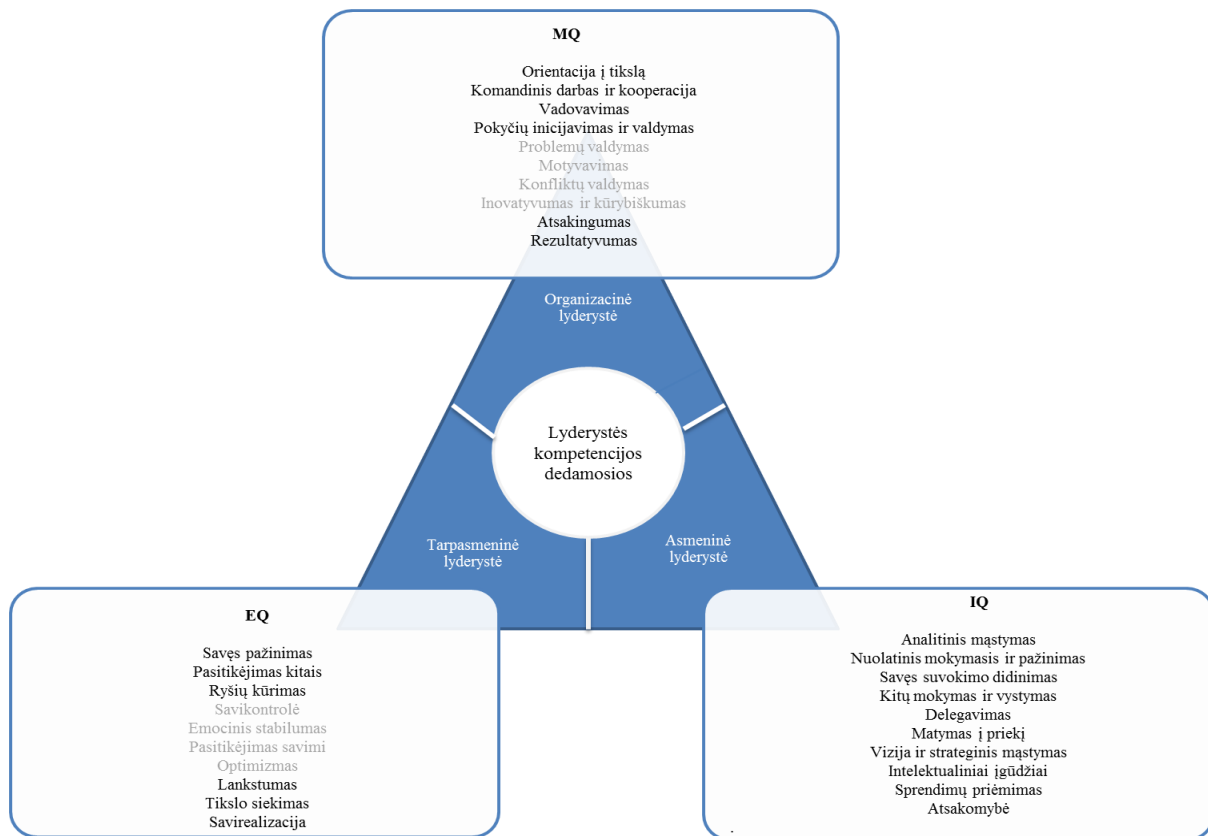 MQ
Orientacija į tikslą
Komandinis darbas ir kooperacija
Vadovavimas
Pokyčių inicijavimas ir valdymas
Problemų valdymas
Motyvavimas
Konfliktų valdymas
Inovatyvumas ir kūrybiškumas
Atsakingumas
Rezultatyvumas
Organizacinė
lyderystė
Lyderystės
kompetencijos
dedamosios
Tarpasmeninė
lyderystė
Asmeninė
lyderystė
EQ
Savęs pažinimas
Pasitikėjimas kitais
Ryšių kūrimas
Savikontrolė
Emocinis stabilumas
Pasitikėjimas savimi
Optimizmas
Lankstumas
Tikslo siekimas
Savirealizacija
IQ
Analitinis mąstymas
Nuolatinis mokymasis ir pažinimas
Savęs suvokimo didinimas
Kitų mokymas ir vystymas
Delegavimas
Matymas į priekį
Vizija ir strateginis mąstymas
Intelektualiniai įgūdžiai
Sprendimų priėmimas
Atsakomybė
.